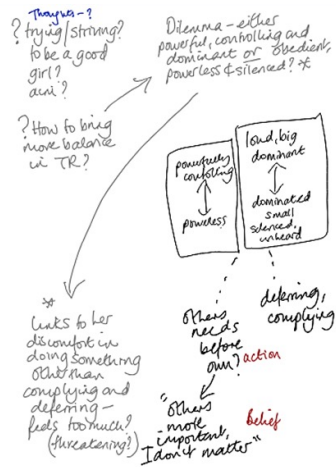 Thoughts-?
? trying/striving?
to be a good
girl?
? How to bring
more balance
in TR?
Dilemma - either
powerful, controlling and
dominant or obedient,
powerless & silenced? *
powerfully
controlling
powerless
loud, big
dominant
dominated
small
silenced,
unheard
*
Links to her
discomfort in
doing something
other than
complying and
deferring -
feels too much?
(threatening?)
others
needs
before
own? action
deferring,
complying
"others
more
important,
I don't matter"
Belief